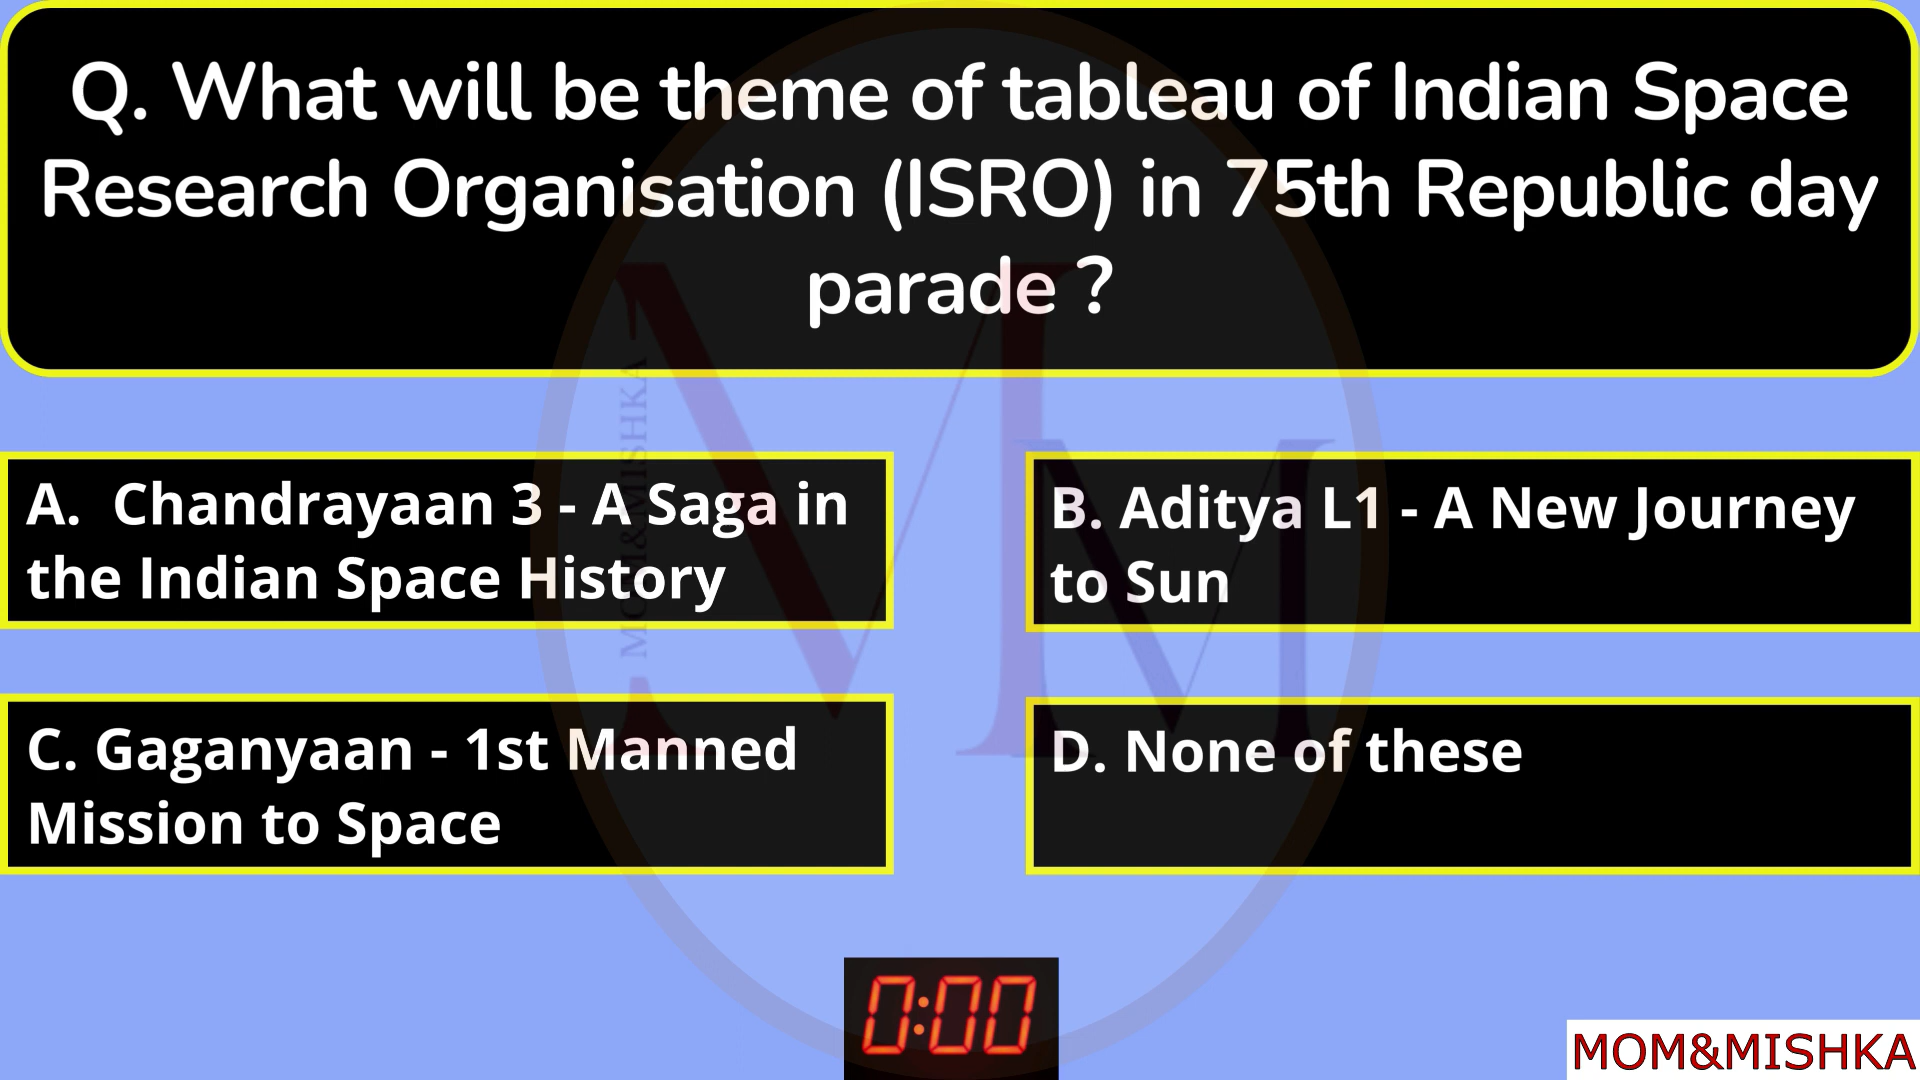 Q. What will be theme of tableau of Indian Space
Research Organisation (ISRO) in 75th Republic day
parade ?
A. Chandrayaan 3 - A Saga in
the Indian Space History
B. Aditya L1 - A New Journey
to Sun
C. Gaganyaan - 1st Manned
Mission to Space
D. None of these
MOM&MISHKA
0:00
MOM&MISHKA